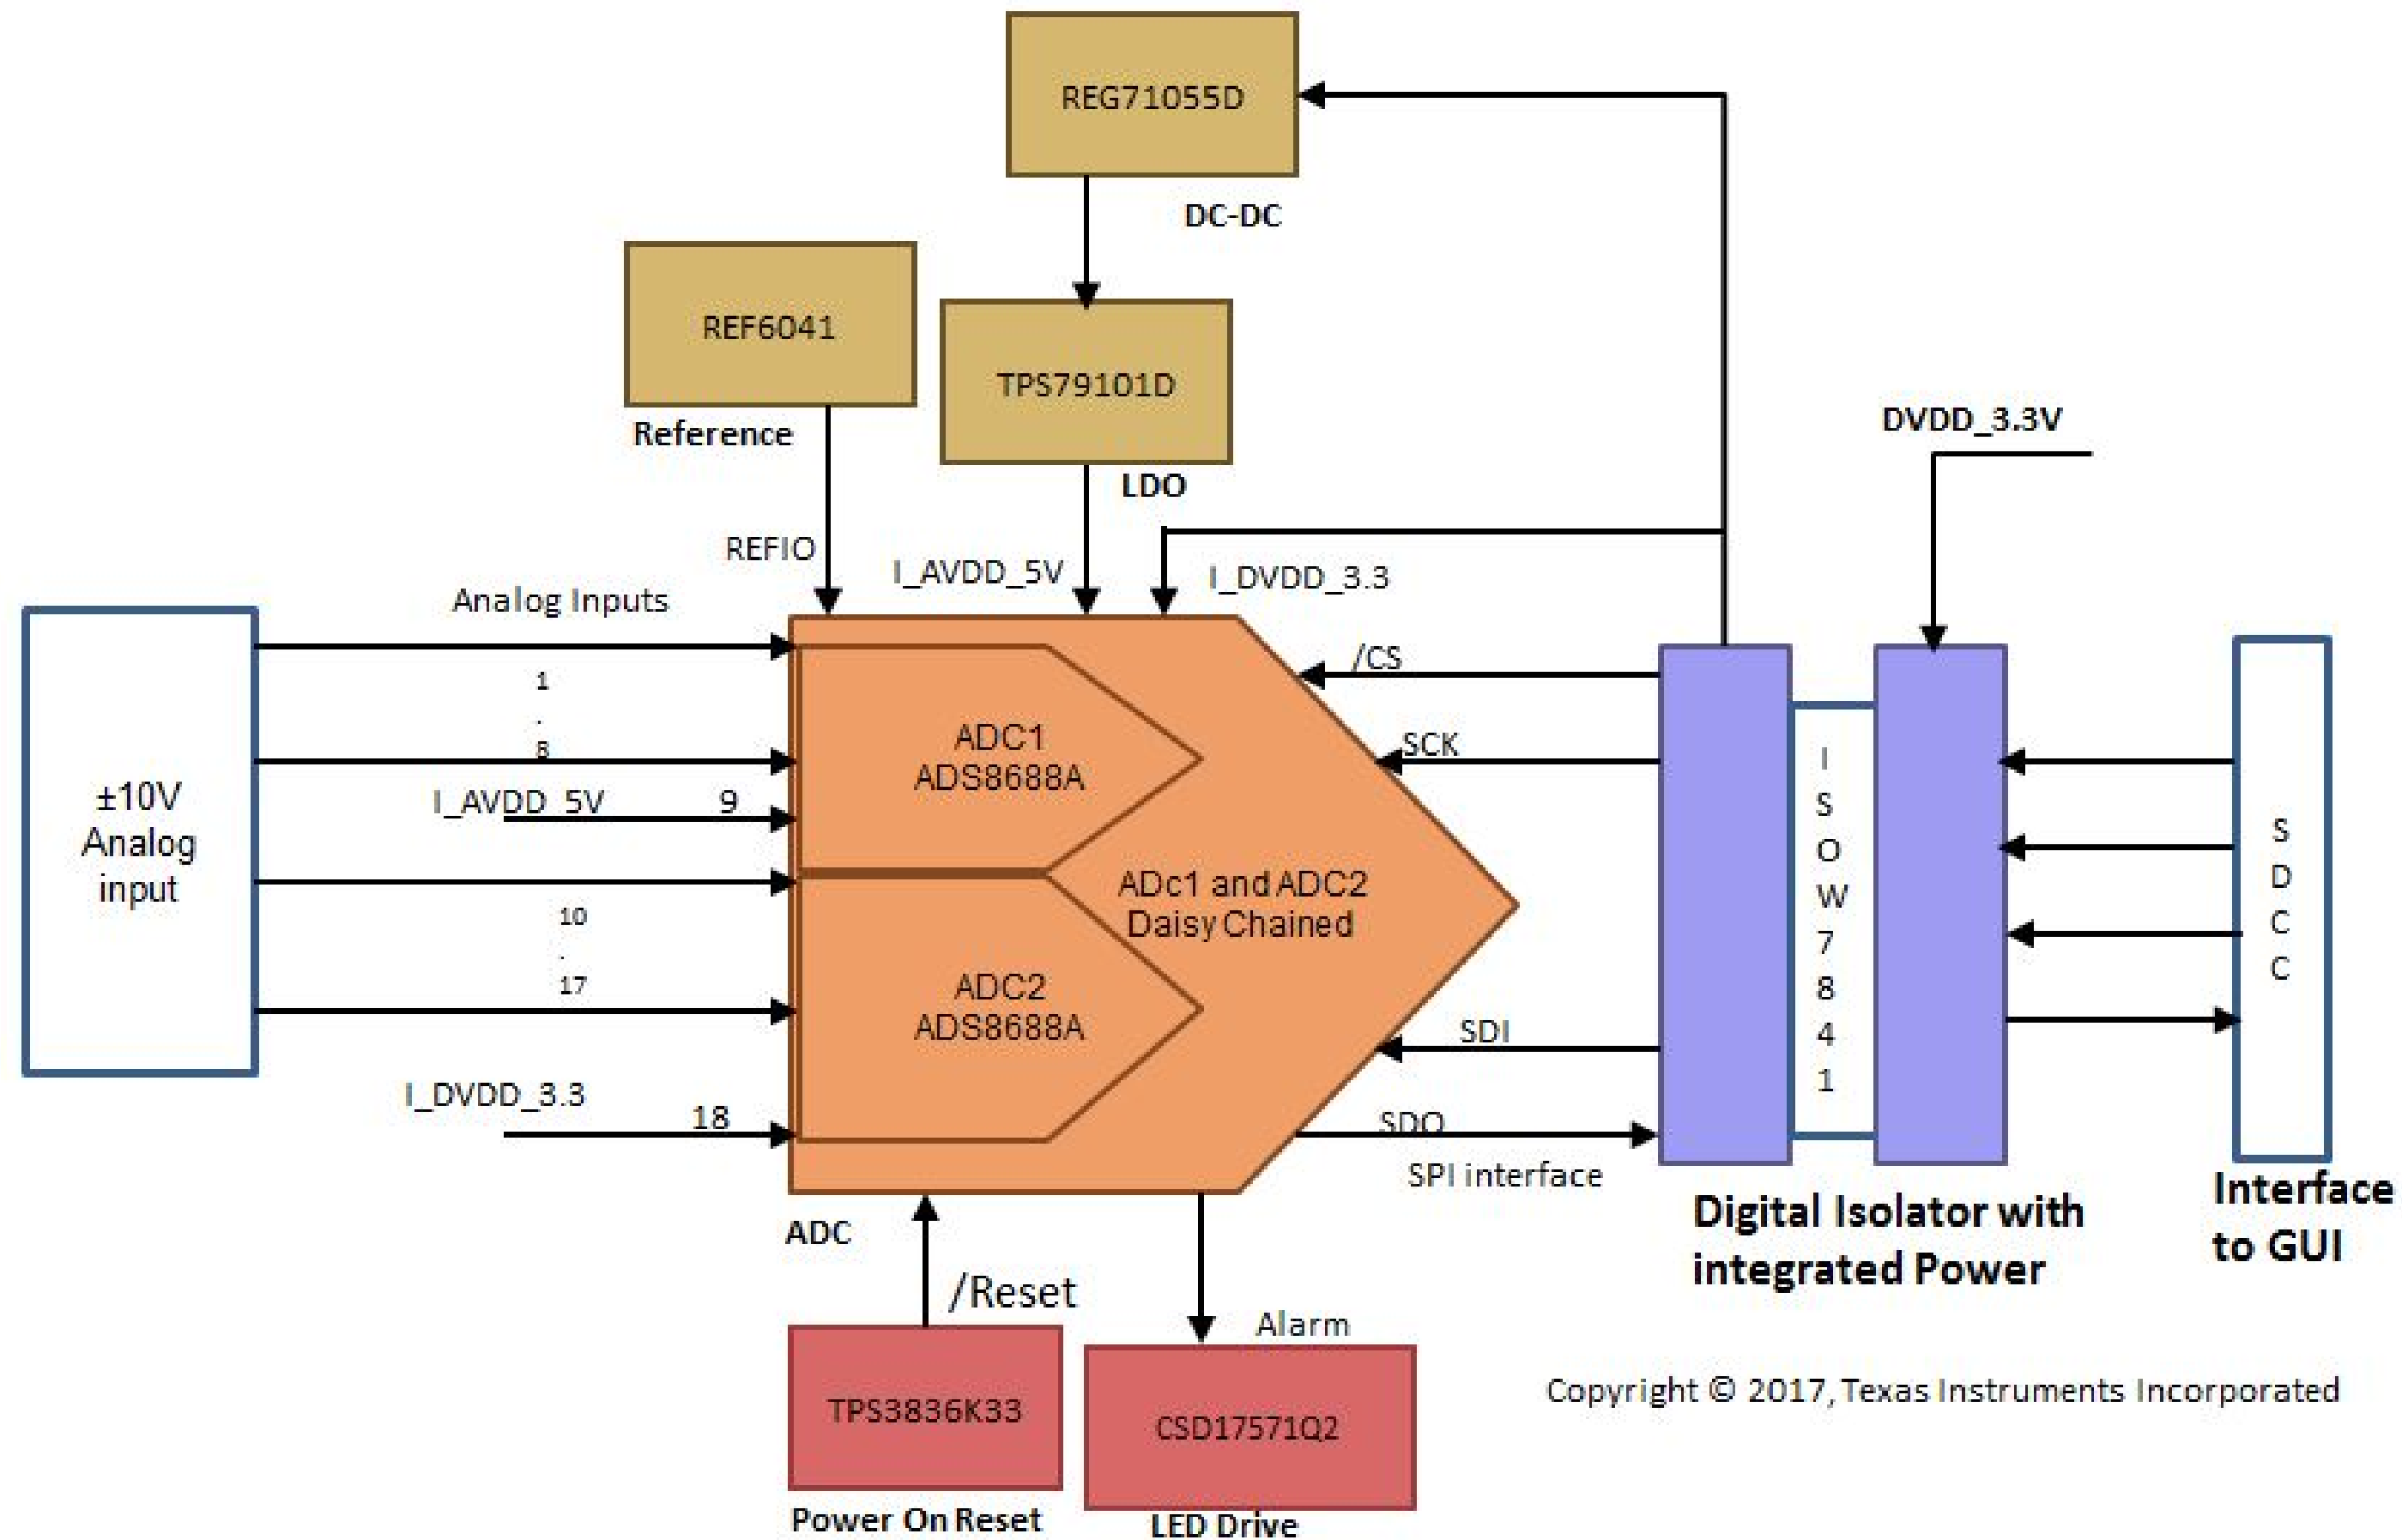 REG71055D
DC-DC
REF6041
Reference
TPS79101D
LDO
DVDD_3.3V
REFIO
I_AVDD_5V
I_DVDD_3.3
Analog Inputs
1
.
8
I_AVDD_5V
9
10
.
17
I_DVDD_3.3
18
±10V
Analog
input
ADC1
ADS8688A
ADc1 and ADC2
Daisy Chained
ADC2
ADS8688A
/CS
SCK
SDI
SDO
SPI interface
I
S
O
W
7
8
4
1
S
D
C
C
Digital Isolator with
integrated Power
Interface
to GUI
ADC
/Reset
Alarm
TPS3836K33
Power On Reset
CSD17571Q2
LED Drive
Copyright © 2017, Texas Instruments Incorporated